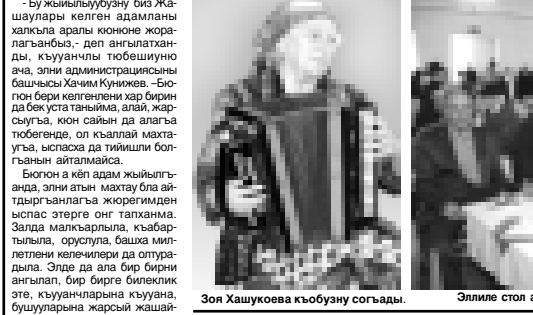 - Бу жыйылыуубузну биз Жа-
шаулары келген адамланы
халкъла аралы кюнюне жора-
лагъанбыз,- деп ангылатхан-
ды, къууанчлы тюбешиуню
ача, элни администрациясыны
башчысы Хачим Кунижев. –Бю-
гюн бери келгенлени хар бирин
да бек уста таныйма, алай, жар-
сыугъа, кюн сайын да алагъа
тюбегенде, ол къаллай махта-
угъа, ыспасха да тийишли бол-
гъанын айталмайса.
Бюгюн а кёп адам жыйылгъ-
анда, элни атын махтау бла ай-
тдыргъанлагъа жюрегимден
ыспас этерге онг тапханма.
Залда малкъарлыла, къабар-
тылыла, оруслула, башха мил-
летлени келечилери да олтура-
дыла. Элде да ала бир бирни
ангылап, бир бирге билеклик
эте, къууанчларына къууана,
бушууларына жарсый жашай-
Зоя Хашукоева къобузну согъады.
Эллиле стол а